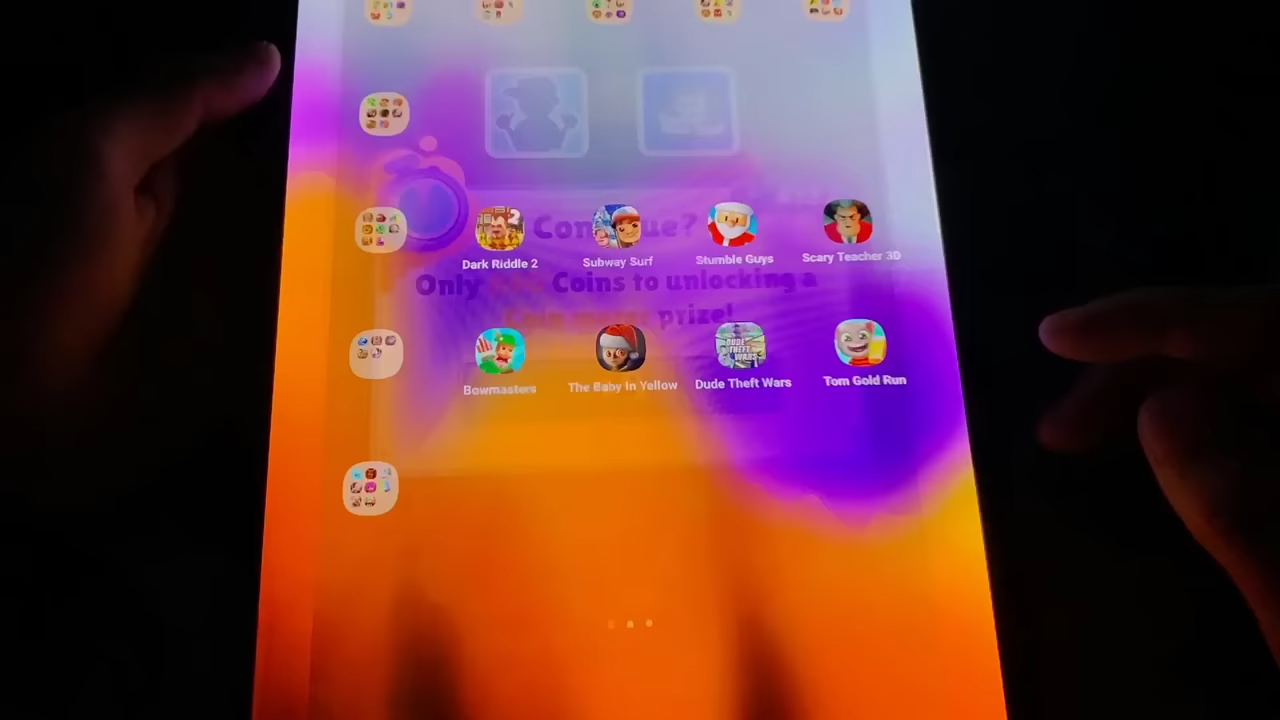 Continue?
Dark Riddle 2
Subway Surf
Stumble Guys
Scary Teacher 3D
Only Coins to unlocking a
prize!
Bowmasters
The Baby In Yellow
Dude Theft Wars
Tom Gold Run